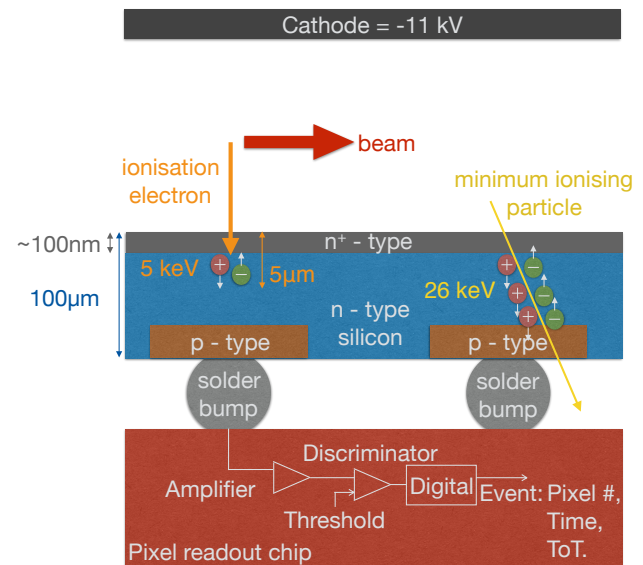 Cathode = -11 kV
ionisation
electron
beam
minimum ionising
particle
~100nm
n⁺ - type
5 keV
5μm
100μm
26 keV
n - type
silicon
p - type
p - type
solder
bump
solder
bump
Discriminator
Amplifier
Digital
Event: Pixel #,
Time,
ToT.
Threshold
Pixel readout chip
+
−
+
−
+
−
+
−